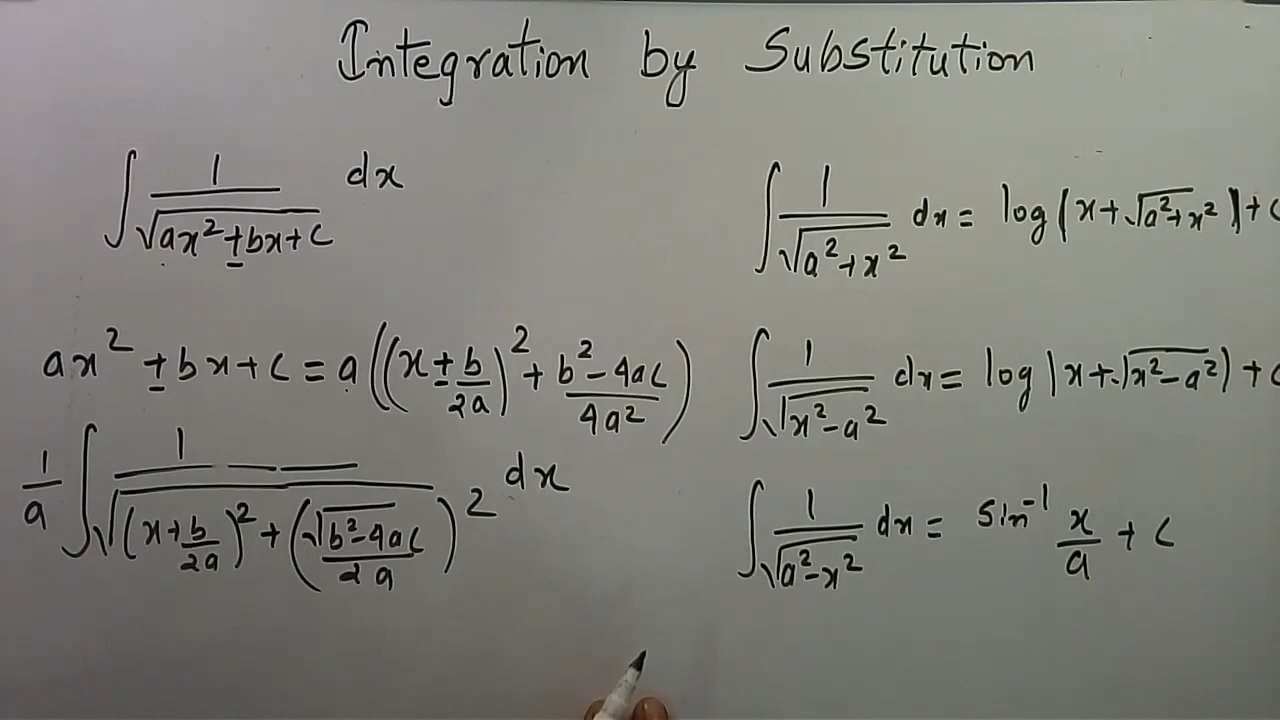 Integration by Substitution
∫ 1/√(ax² + bx + c) dx
ax² ± bx + c = a((x ± b/2a)² + (b² - 4ac)/4a²)
1/a ∫ 1/√((x + b/2a)² + (√(b² - 4ac)/2a)²) dx
∫ 1/√(a² + x²) dx = log|x + √(a² + x²)| + c
∫ 1/√(x² - a²) dx = log|x + √(x² - a²)| + c
∫ 1/√(a² - x²) dx = sin⁻¹ x/a + c